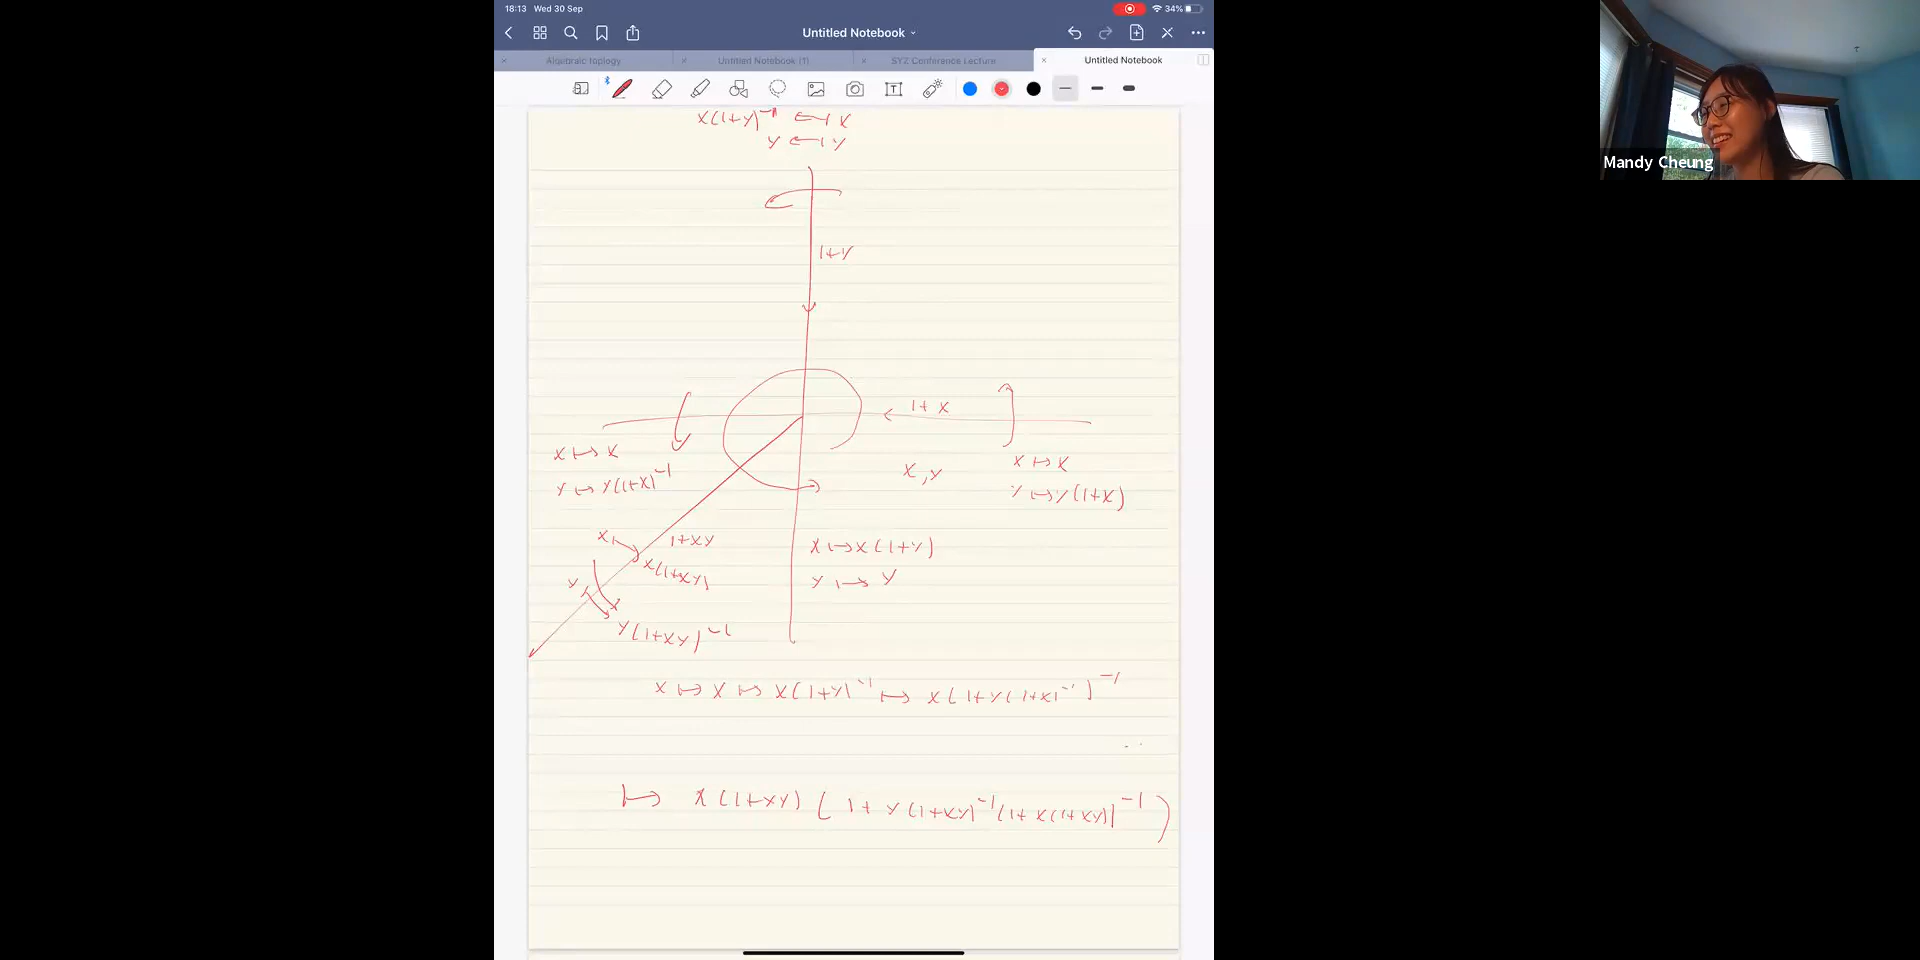 18:13 Wed 30 Sep
34%
Untitled Notebook
Algebraic toplogy
Untitled Notebook (1)
SYZ Conference Lecture
Untitled Notebook
Mandy Cheung
x(1+y)⁻¹ ↤ x
y ↤ y
1+y
1+x
x ↦ x
y ↦ y(1+x)⁻¹
x, y
x ↦ x
y ↦ y(1+x)
x ↦
1+xy
x(1+xy)
y ↦
y(1+xy)⁻¹
x ↦ x(1+y)
y ↦ y
x ↦ x ↦ x(1+y)⁻¹ ↦ x(1+y(1+x)⁻¹)⁻¹
↦ x(1+xy)(1+y(1+xy)⁻¹(1+x(1+xy))⁻¹)